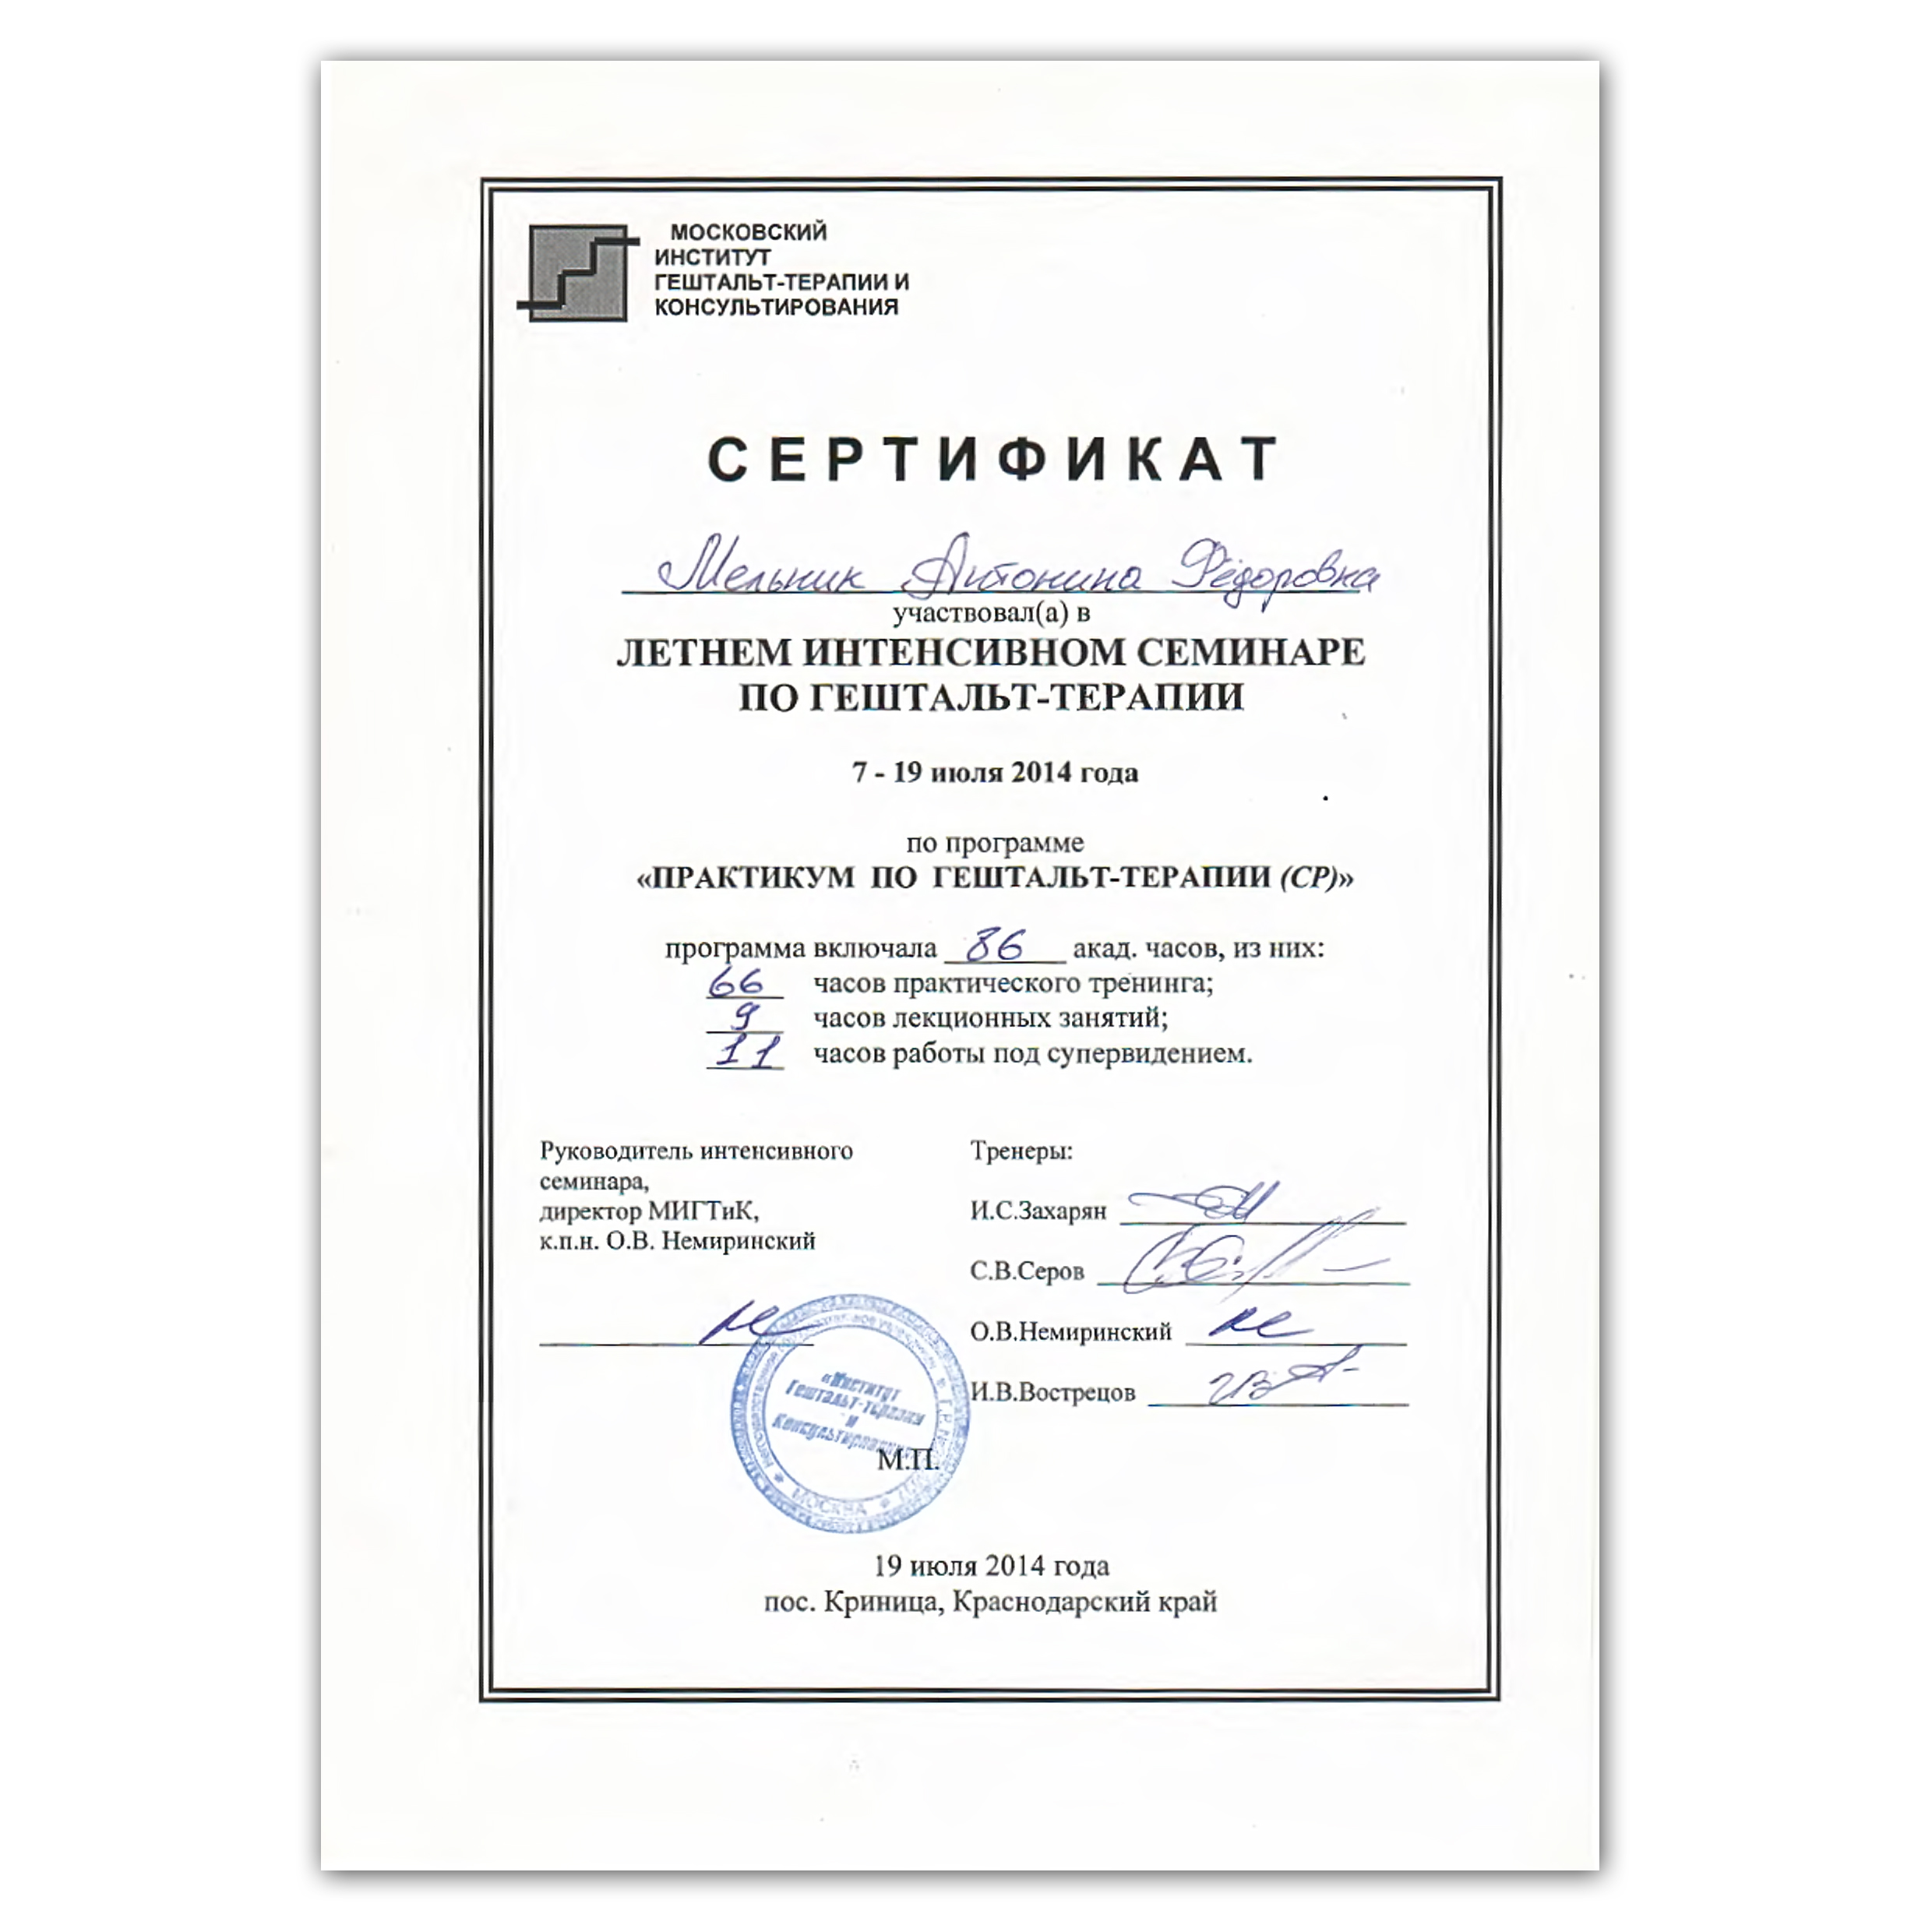 МОСКОВСКИЙ
ИНСТИТУТ
ГЕШТАЛЬТ-ТЕРАПИИ И
КОНСУЛЬТИРОВАНИЯ
СЕРТИФИКАТ
Мельник Антонина Фёдоровна
участвовал(а) в
ЛЕТНЕМ ИНТЕНСИВНОМ СЕМИНАРЕ
ПО ГЕШТАЛЬТ-ТЕРАПИИ
7 - 19 июля 2014 года
по программе
«ПРАКТИКУМ ПО ГЕШТАЛЬТ-ТЕРАПИИ (СР)»
программа включала 86 акад. часов, из них:
66 часов практического тренинга;
9 часов лекционных занятий;
11 часов работы под супервидением.
Руководитель интенсивного
семинара,
директор МИГТиК,
к.п.н. О.В. Немиринский
Тренеры:
И.С.Захарян
С.В.Серов
О.В.Немиринский
И.В.Вострецов
«Институт
Гештальт-терапии
и
Консультирования»
МОСКВА
М.П.
19 июля 2014 года
пос. Криница, Краснодарский край